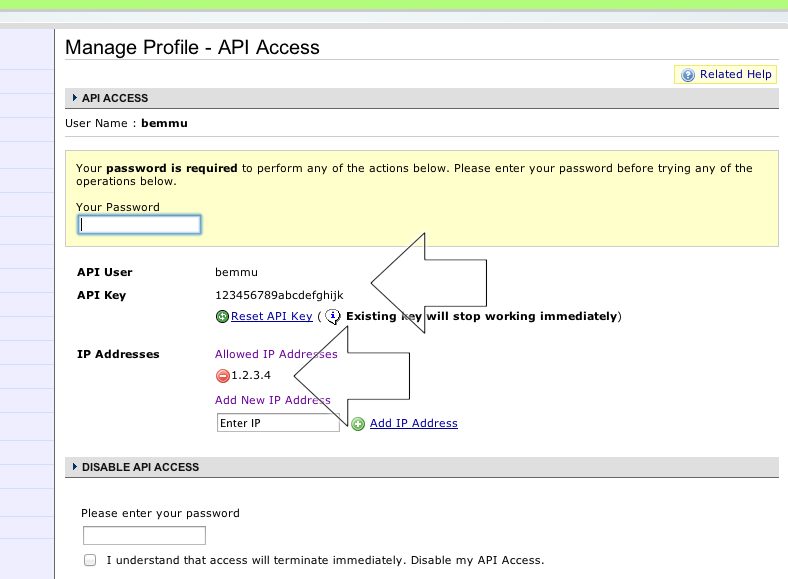 Manage Profile - API Access
Related Help
API ACCESS
User Name : bemmu
Your password is required to perform any of the actions below. Please enter your password before trying any of the
operations below.
Your Password
API User bemmu
API Key 123456789abcdefghijk
Reset API Key ( Existing key will stop working immediately)
IP Addresses Allowed IP Addresses
1.2.3.4
Add New IP Address
Enter IP Add IP Address
DISABLE API ACCESS
Please enter your password
I understand that access will terminate immediately. Disable my API Access.